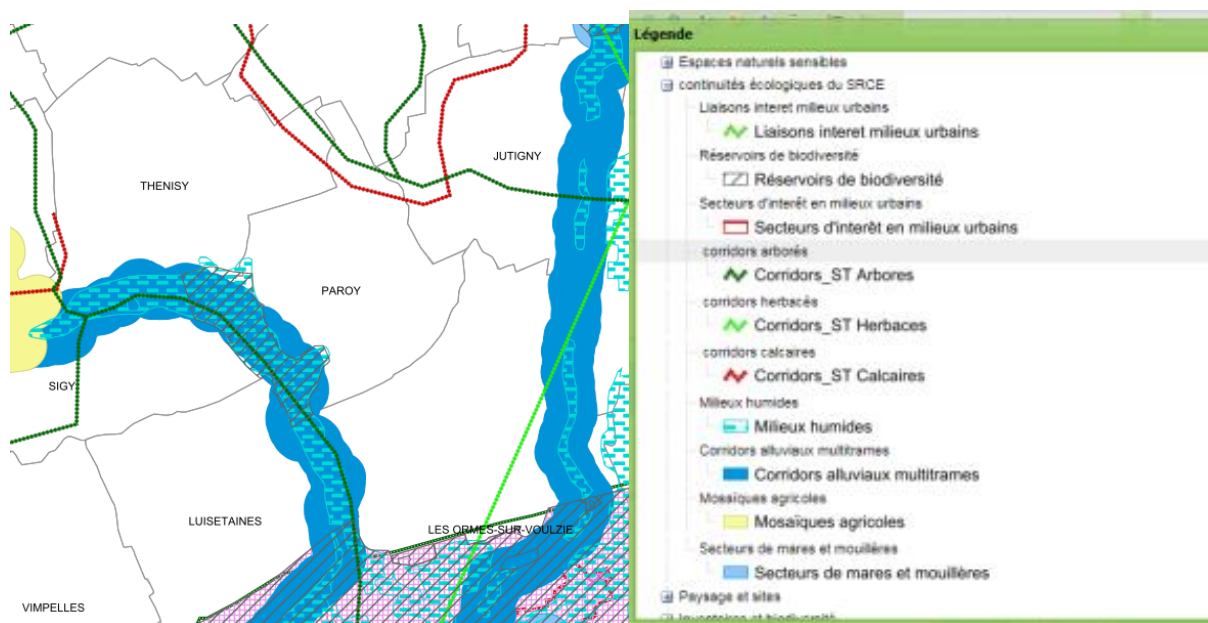 JUTIGNY
THENISY
PAROY
SIGY
LUISETAINES
LES ORMES-SUR-VOULZIE
VIMPELLES
Légende
Espaces naturels sensibles
continuités écologiques du SRCE
Liaisons interet milieux urbains
Liaisons interet milieux urbains
Réservoirs de biodiversité
Réservoirs de biodiversité
Secteurs d'interêt en milieux urbains
Secteurs d'interêt en milieux urbains
corridors arborés
Corridors_ST Arbores
corridors herbacés
Corridors_ST Herbaces
corridors calcaires
Corridors_ST Calcaires
Milieux humides
Milieux humides
Corridors alluviaux multitrames
Corridors alluviaux multitrames
Mosaïques agricoles
Mosaïques agricoles
Secteurs de mares et mouillères
Secteurs de mares et mouillères
Paysage et sites
Inventaires et biodiversité